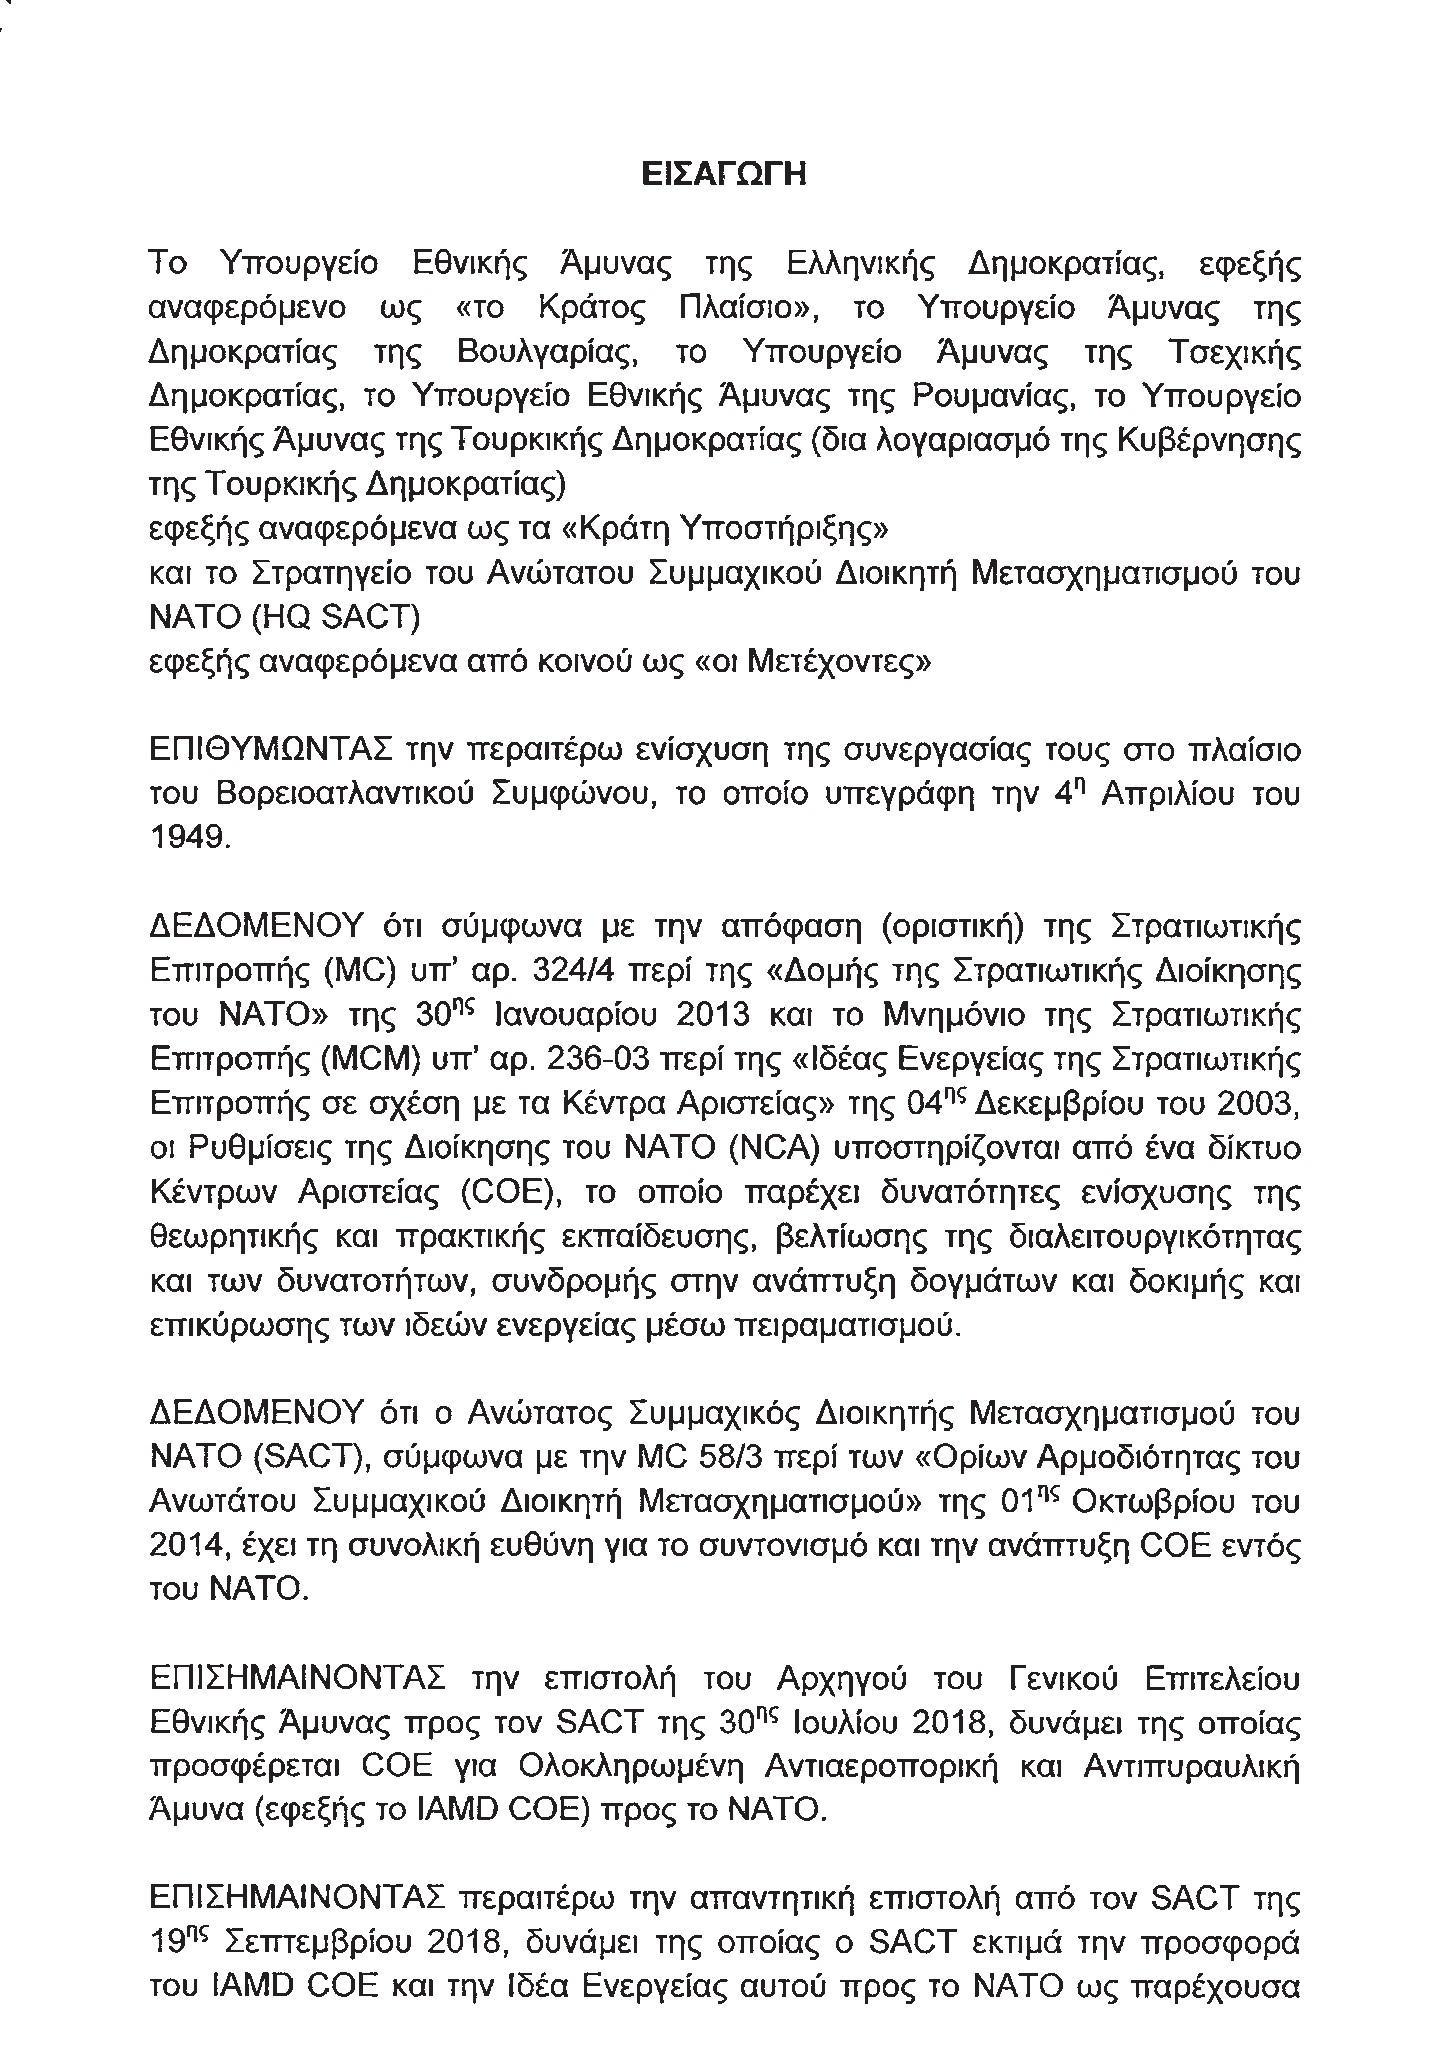 ΕΙΣΑΓΩΓΗ
Το Υπουργείο Εθνικής Άμυνας της Ελληνικής Δημοκρατίας, εφεξής
αναφερόμενο ως «το Κράτος Πλαίσιο», το Υπουργείο Άμυνας της
Δημοκρατίας της Βουλγαρίας, το Υπουργείο Άμυνας της Τσεχικής
Δημοκρατίας, το Υπουργείο Εθνικής Άμυνας της Ρουμανίας, το Υπουργείο
Εθνικής Άμυνας της Τουρκικής Δημοκρατίας (δια λογαριασμό της Κυβέρνησης
της Τουρκικής Δημοκρατίας)
εφεξής αναφερόμενα ως τα «Κράτη Υποστήριξης»
και το Στρατηγείο του Ανώτατου Συμμαχικού Διοικητή Μετασχηματισμού του
ΝΑΤΟ (HQ SACT)
εφεξής αναφερόμενα από κοινού ως «οι Μετέχοντες»
ΕΠΙΘΥΜΩΝΤΑΣ την περαιτέρω ενίσχυση της συνεργασίας τους στο πλαίσιο
του Βορειοατλαντικού Συμφώνου, το οποίο υπεγράφη την 4η Απριλίου του
1949.
ΔΕΔΟΜΕΝΟΥ ότι σύμφωνα με την απόφαση (οριστική) της Στρατιωτικής
Επιτροπής (MC) υπ’ αρ. 324/4 περί της «Δομής της Στρατιωτικής Διοίκησης
του ΝΑΤΟ» της 30ης Ιανουαρίου 2013 και το Μνημόνιο της Στρατιωτικής
Επιτροπής (MCM) υπ’ αρ. 236-03 περί της «Ιδέας Ενεργείας της Στρατιωτικής
Επιτροπής σε σχέση με τα Κέντρα Αριστείας» της 04ης Δεκεμβρίου του 2003,
οι Ρυθμίσεις της Διοίκησης του ΝΑΤΟ (NCA) υποστηρίζονται από ένα δίκτυο
Κέντρων Αριστείας (COE), το οποίο παρέχει δυνατότητες ενίσχυσης της
θεωρητικής και πρακτικής εκπαίδευσης, βελτίωσης της διαλειτουργικότητας
και των δυνατοτήτων, συνδρομής στην ανάπτυξη δογμάτων και δοκιμής και
επικύρωσης των ιδεών ενεργείας μέσω πειραματισμού.
ΔΕΔΟΜΕΝΟΥ ότι ο Ανώτατος Συμμαχικός Διοικητής Μετασχηματισμού του
ΝΑΤΟ (SACT), σύμφωνα με την MC 58/3 περί των «Ορίων Αρμοδιότητας του
Ανωτάτου Συμμαχικού Διοικητή Μετασχηματισμού» της 01ης Οκτωβρίου του
2014, έχει τη συνολική ευθύνη για το συντονισμό και την ανάπτυξη COE εντός
του ΝΑΤΟ.
ΕΠΙΣΗΜΑΙΝΟΝΤΑΣ την επιστολή του Αρχηγού του Γενικού Επιτελείου
Εθνικής Άμυνας προς τον SACT της 30ης Ιουλίου 2018, δυνάμει της οποίας
προσφέρεται COE για Ολοκληρωμένη Αντιαεροπορική και Αντιπυραυλική
Άμυνα (εφεξής το IAMD COE) προς το ΝΑΤΟ.
ΕΠΙΣΗΜΑΙΝΟΝΤΑΣ περαιτέρω την απαντητική επιστολή από τον SACT της
19ης Σεπτεμβρίου 2018, δυνάμει της οποίας ο SACT εκτιμά την προσφορά
του IAMD COE και την Ιδέα Ενεργείας αυτού προς το ΝΑΤΟ ως παρέχουσα